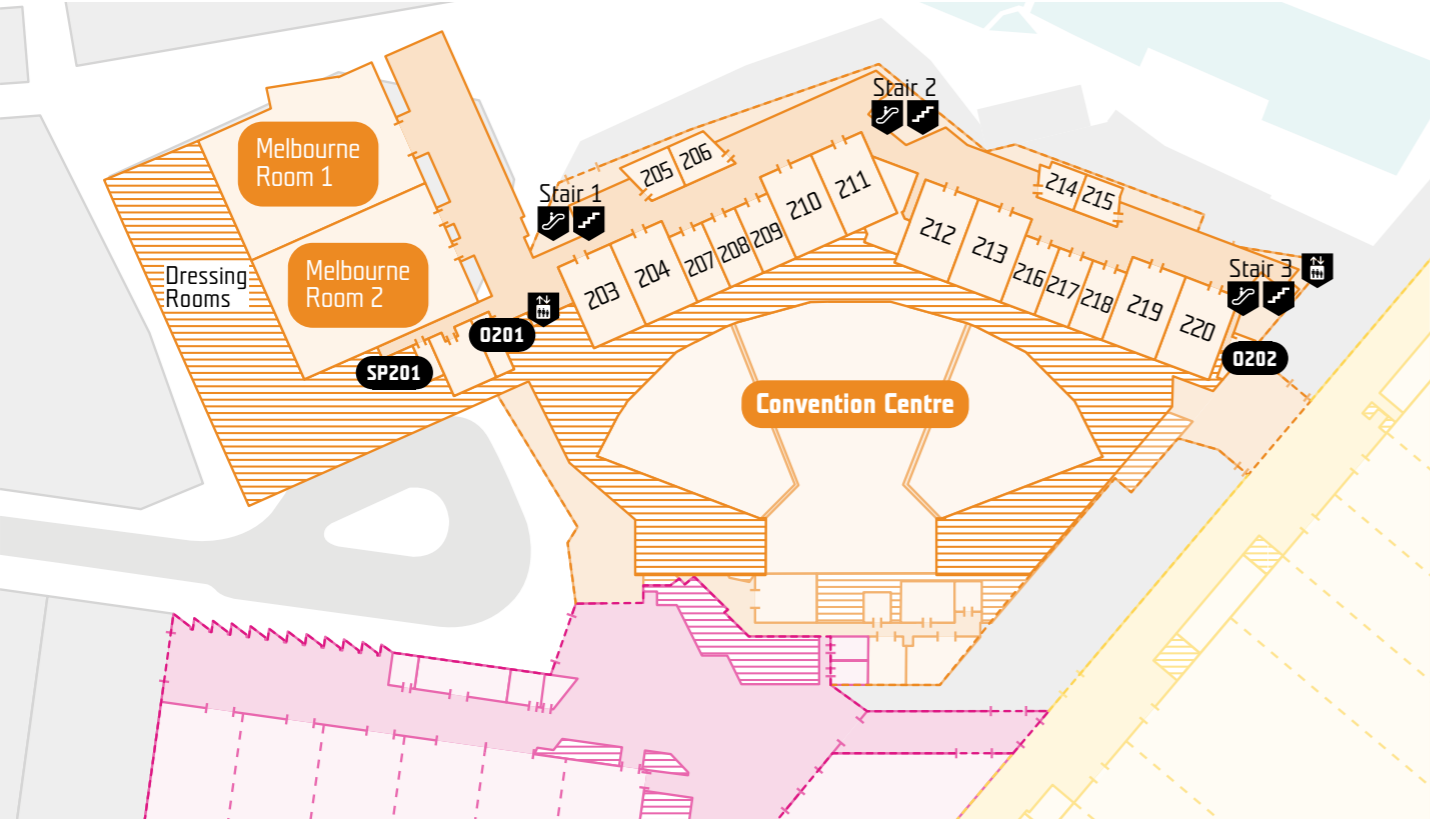 Stair 2
Melbourne
Room 1
205
206
210
211
214
215
Stair 1
212
213
203
204
207
208
209
216
217
218
219
220
Stair 3
Dressing
Rooms
Melbourne
Room 2
O201
SP201
O202
Convention Centre